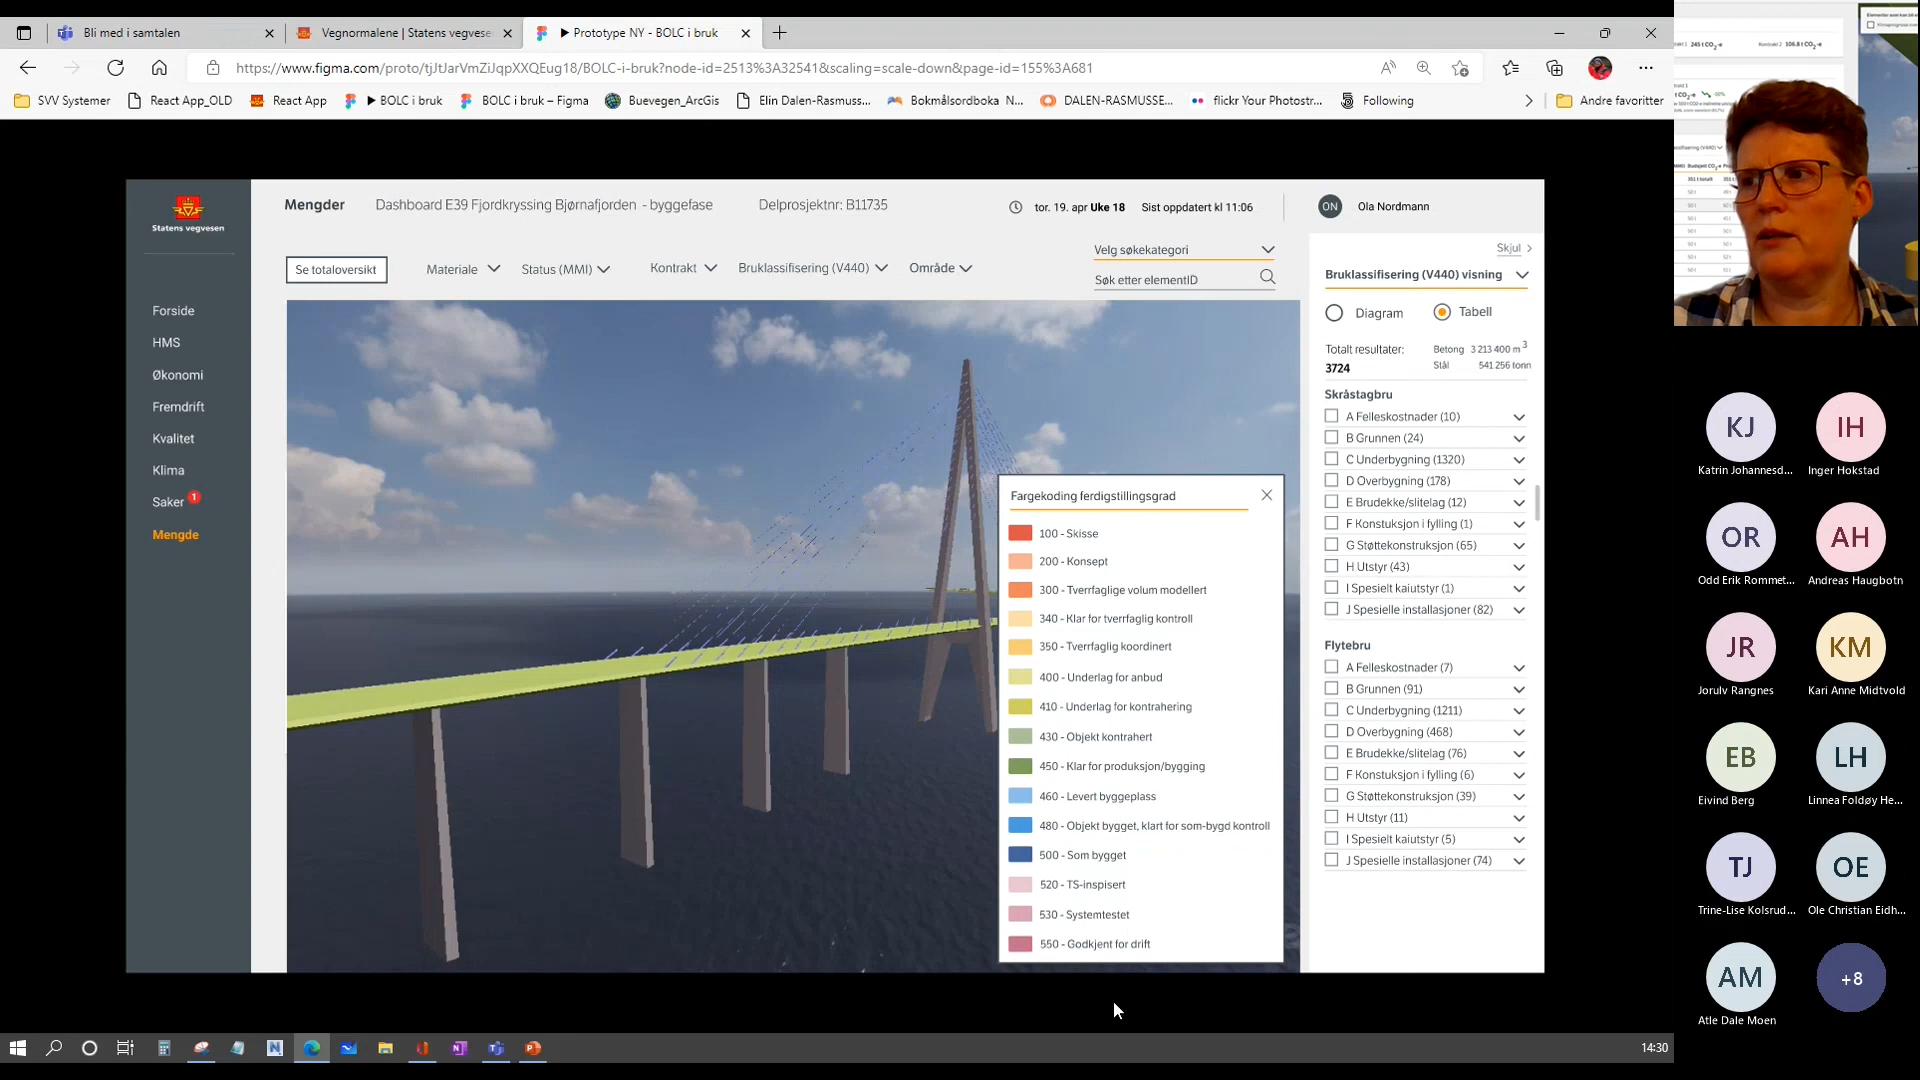 Bli med i samtalen
Vegnormalene | Statens vegvese
Prototype NY - BOLC i bruk
https://www.figma.com/proto/tjJtJarVmZiJqpXXQEug18/BOLC-i-bruk?node-id=2513%3A32541&scaling=scale-down&page-id=155%3A681
SVV Systemer
React App_OLD
React App
BOLC i bruk
BOLC i bruk – Figma
Buevegen_ArcGis
Elin Dalen-Rasmuss...
Bokmålsordboka N...
DALEN-RASMUSSE...
flickr Your Photostr...
Following
Andre favoritter
Statens vegvesen
Forside
HMS
Økonomi
Fremdrift
Kvalitet
Klima
Saker 1
Mengde
Mengder
Dashboard E39 Fjordkryssing Bjørnafjorden - byggefase
Delprosjektnr: B11735
tor. 19. apr Uke 18
Sist oppdatert kl 11:06
ON
Ola Nordmann
Se totaloversikt
Materiale
Status (MMI)
Kontrakt
Bruklassifisering (V440)
Område
Velg søkekategori
Søk etter elementID
Fargekoding ferdigstillingsgrad
100 - Skisse
200 - Konsept
300 - Tverrfaglige volum modellert
340 - Klar for tverrfaglig kontroll
350 - Tverrfaglig koordinert
400 - Underlag for anbud
410 - Underlag for kontrahering
430 - Objekt kontrahert
450 - Klar for produksjon/bygging
460 - Levert byggeplass
480 - Objekt bygget, klart for som-bygd kontroll
500 - Som bygget
520 - TS-inspisert
530 - Systemtestet
550 - Godkjent for drift
Skjul
Bruklassifisering (V440) visning
Diagram
Tabell
Totalt resultater:
3724
Betong 3 213 400 m 3
Stål 541 256 tonn
Skråstagbru
A Felleskostnader (10)
B Grunnen (24)
C Underbygning (1320)
D Overbygning (178)
E Brudekke/slitelag (12)
F Konstuksjon i fylling (1)
G Støttekonstruksjon (65)
H Utstyr (43)
I Spesielt kaiutstyr (1)
J Spesielle installasjoner (82)
Flytebru
A Felleskostnader (7)
B Grunnen (91)
C Underbygning (1211)
D Overbygning (468)
E Brudekke/slitelag (76)
F Konstuksjon i fylling (6)
G Støttekonstruksjon (39)
H Utstyr (11)
I Spesielt kaiutstyr (5)
J Spesielle installasjoner (74)
245 t CO₂-e
Kontrakt 2 106.8 t CO₂-e
KJ
Katrin Johannesd...
IH
Inger Hokstad
OR
Odd Erik Rommet...
AH
Andreas Haugbotn
JR
Jorulv Rangnes
KM
Kari Anne Midtvold
EB
Eivind Berg
LH
Linnea Foldøy He...
TJ
Trine-Lise Kolsrud...
OE
Ole Christian Eidh...
AM
Atle Dale Moen
+8
14:30